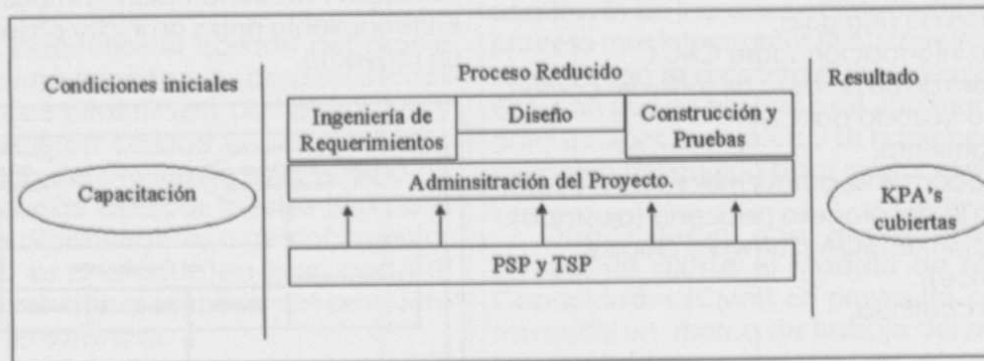 Condiciones iniciales
Capacitación
Proceso Reducido
Ingeniería de
Requerimientos
Diseño
Construcción y
Pruebas
Adminsitración del Proyecto.
PSP y TSP
Resultado
KPA's
cubiertas